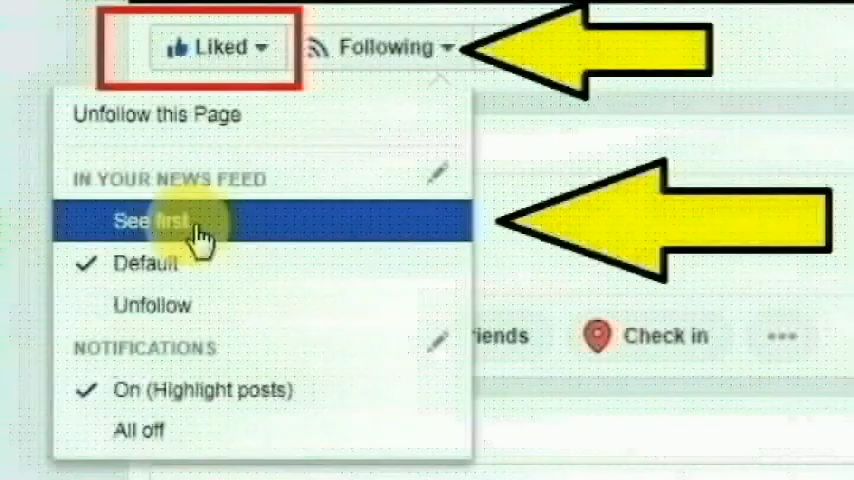 Liked Following
Unfollow this Page
IN YOUR NEWS FEED
See first
Default
Unfollow
riends Check in
NOTIFICATIONS
On (Highlight posts)
All off